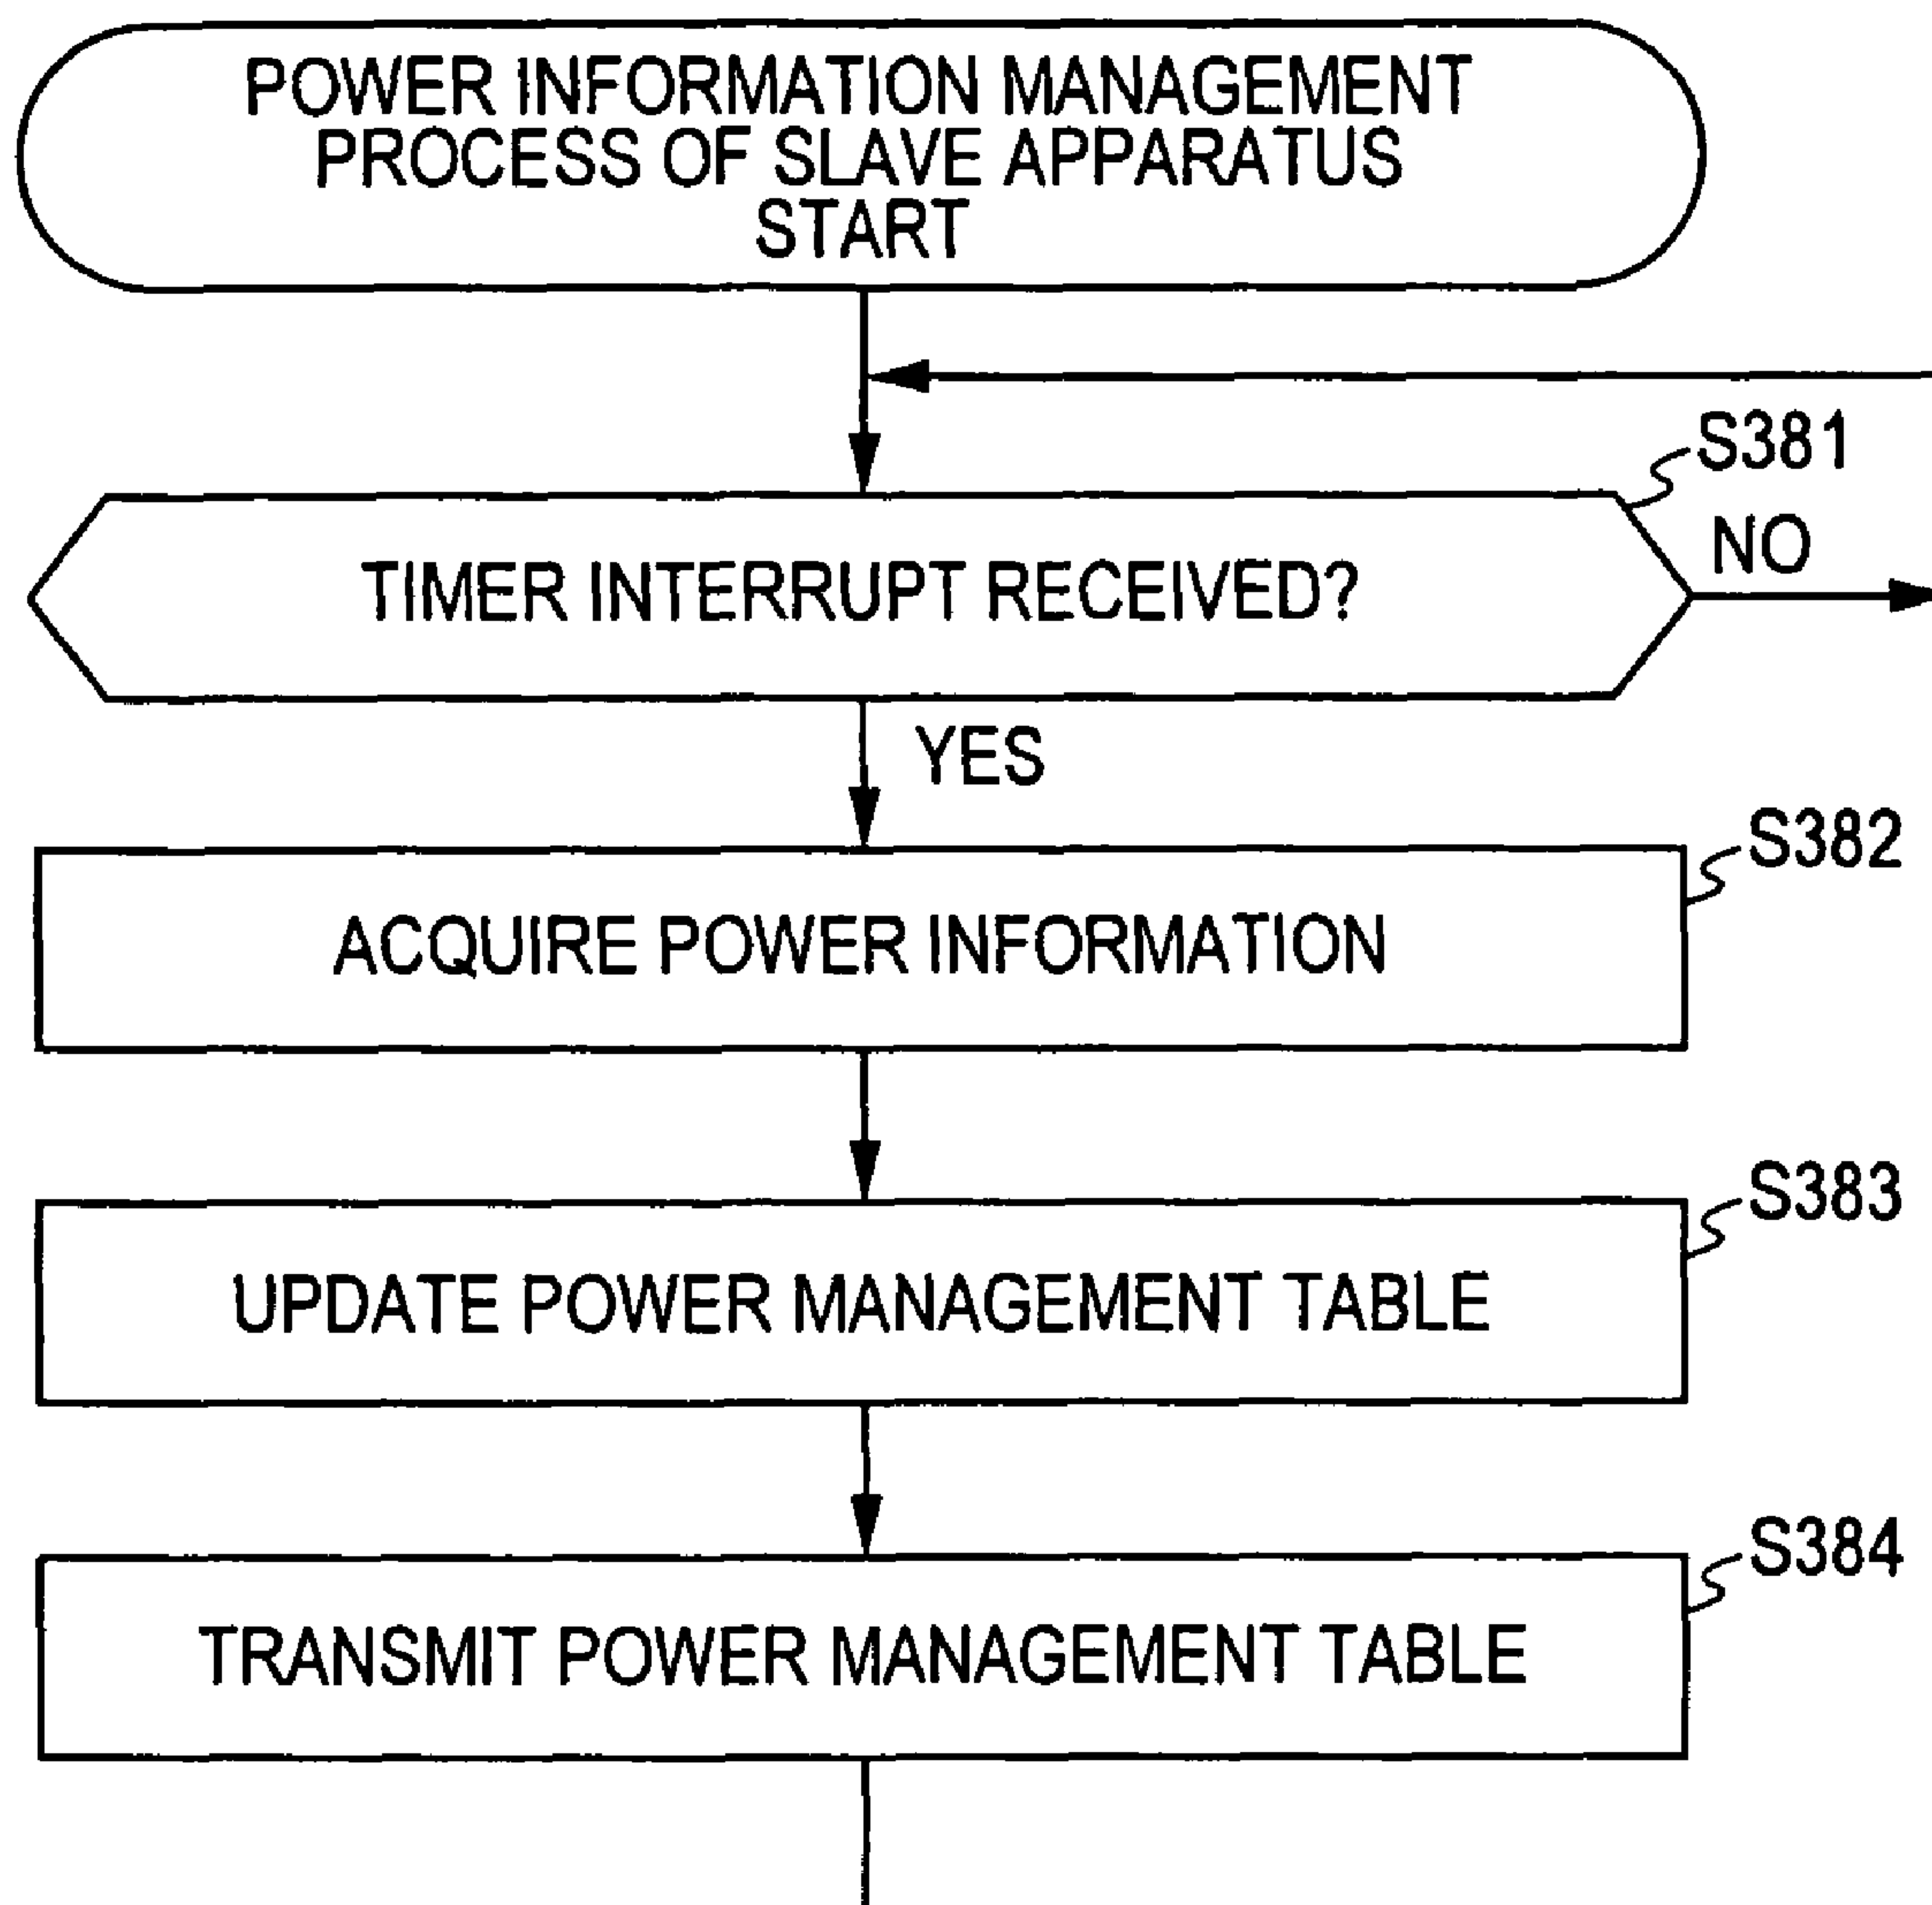 POWER INFORMATION MANAGEMENT
PROCESS OF SLAVE APPARATUS
START
S381
TIMER INTERRUPT RECEIVED?
NO
YES
S382
ACQUIRE POWER INFORMATION
S383
UPDATE POWER MANAGEMENT TABLE
S384
TRANSMIT POWER MANAGEMENT TABLE